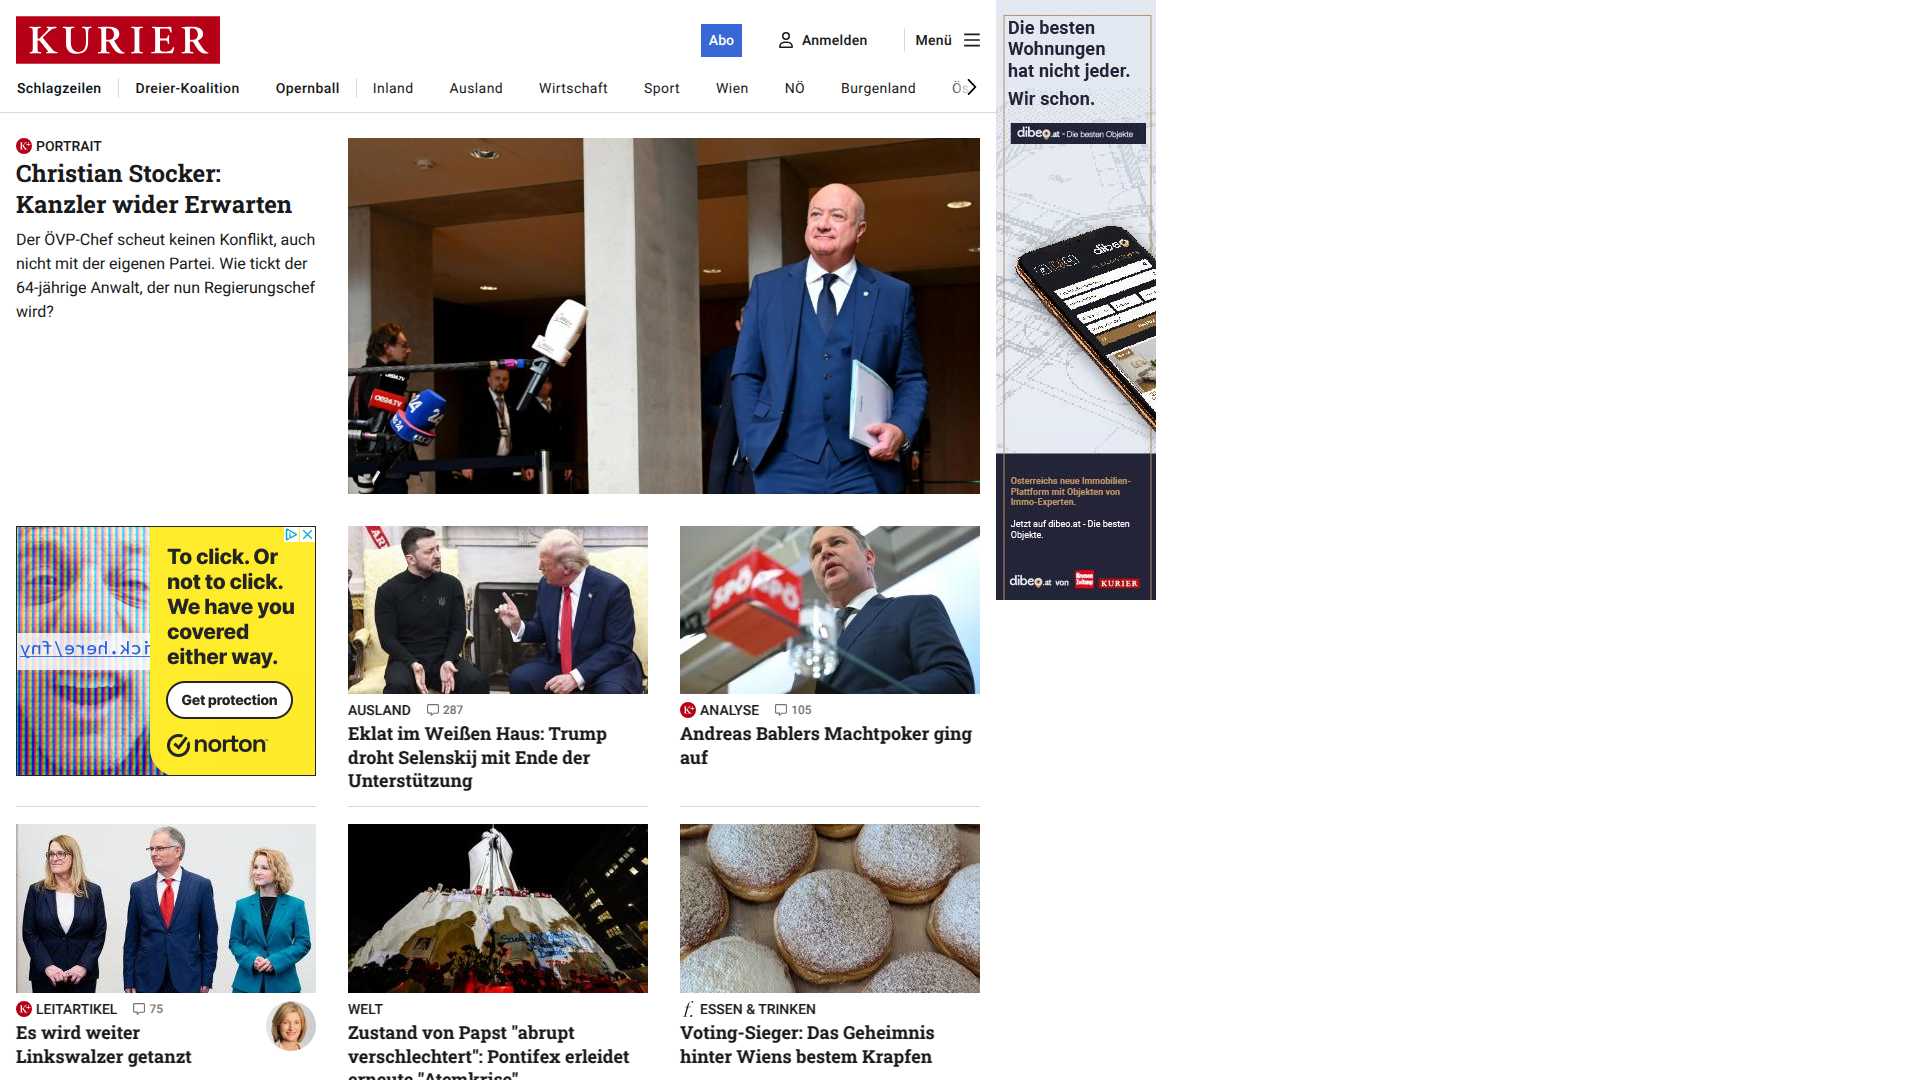 KURIER
Abo
Anmelden
Menü
Schlagzeilen
Dreier-Koalition
Opernball
Inland
Ausland
Wirtschaft
Sport
Wien
NÖ
Burgenland
PORTRAIT
Christian Stocker:
Kanzler wider Erwarten
Der ÖVP-Chef scheut keinen Konflikt, auch
nicht mit der eigenen Partei. Wie tickt der
64-jährige Anwalt, der nun Regierungschef
wird?
Die besten
Wohnungen
hat nicht jeder.
Wir schon.
dibeo.at - Die besten Objekte
dibeo
Österreichs neue Immobilien-
Plattform mit Objekten von
Immo-Experten.
Jetzt auf dibeo.at - Die besten
Objekte.
dibeo.at von Kronen Zeitung KURIER
To click. Or
not to click.
We have you
covered
either way.
Get protection
norton
AUSLAND 287
Eklat im Weißen Haus: Trump
droht Selenskij mit Ende der
Unterstützung
SPÖ
ANALYSE 105
Andreas Bablers Machtpoker ging
auf
K+ LEITARTIKEL 75
Es wird weiter
Linkswalzer getanzt
WELT
Zustand von Papst "abrupt
verschlechtert": Pontifex erleidet
erneute "Atemkrise"
f. ESSEN & TRINKEN
Voting-Sieger: Das Geheimnis
hinter Wiens bestem Krapfen